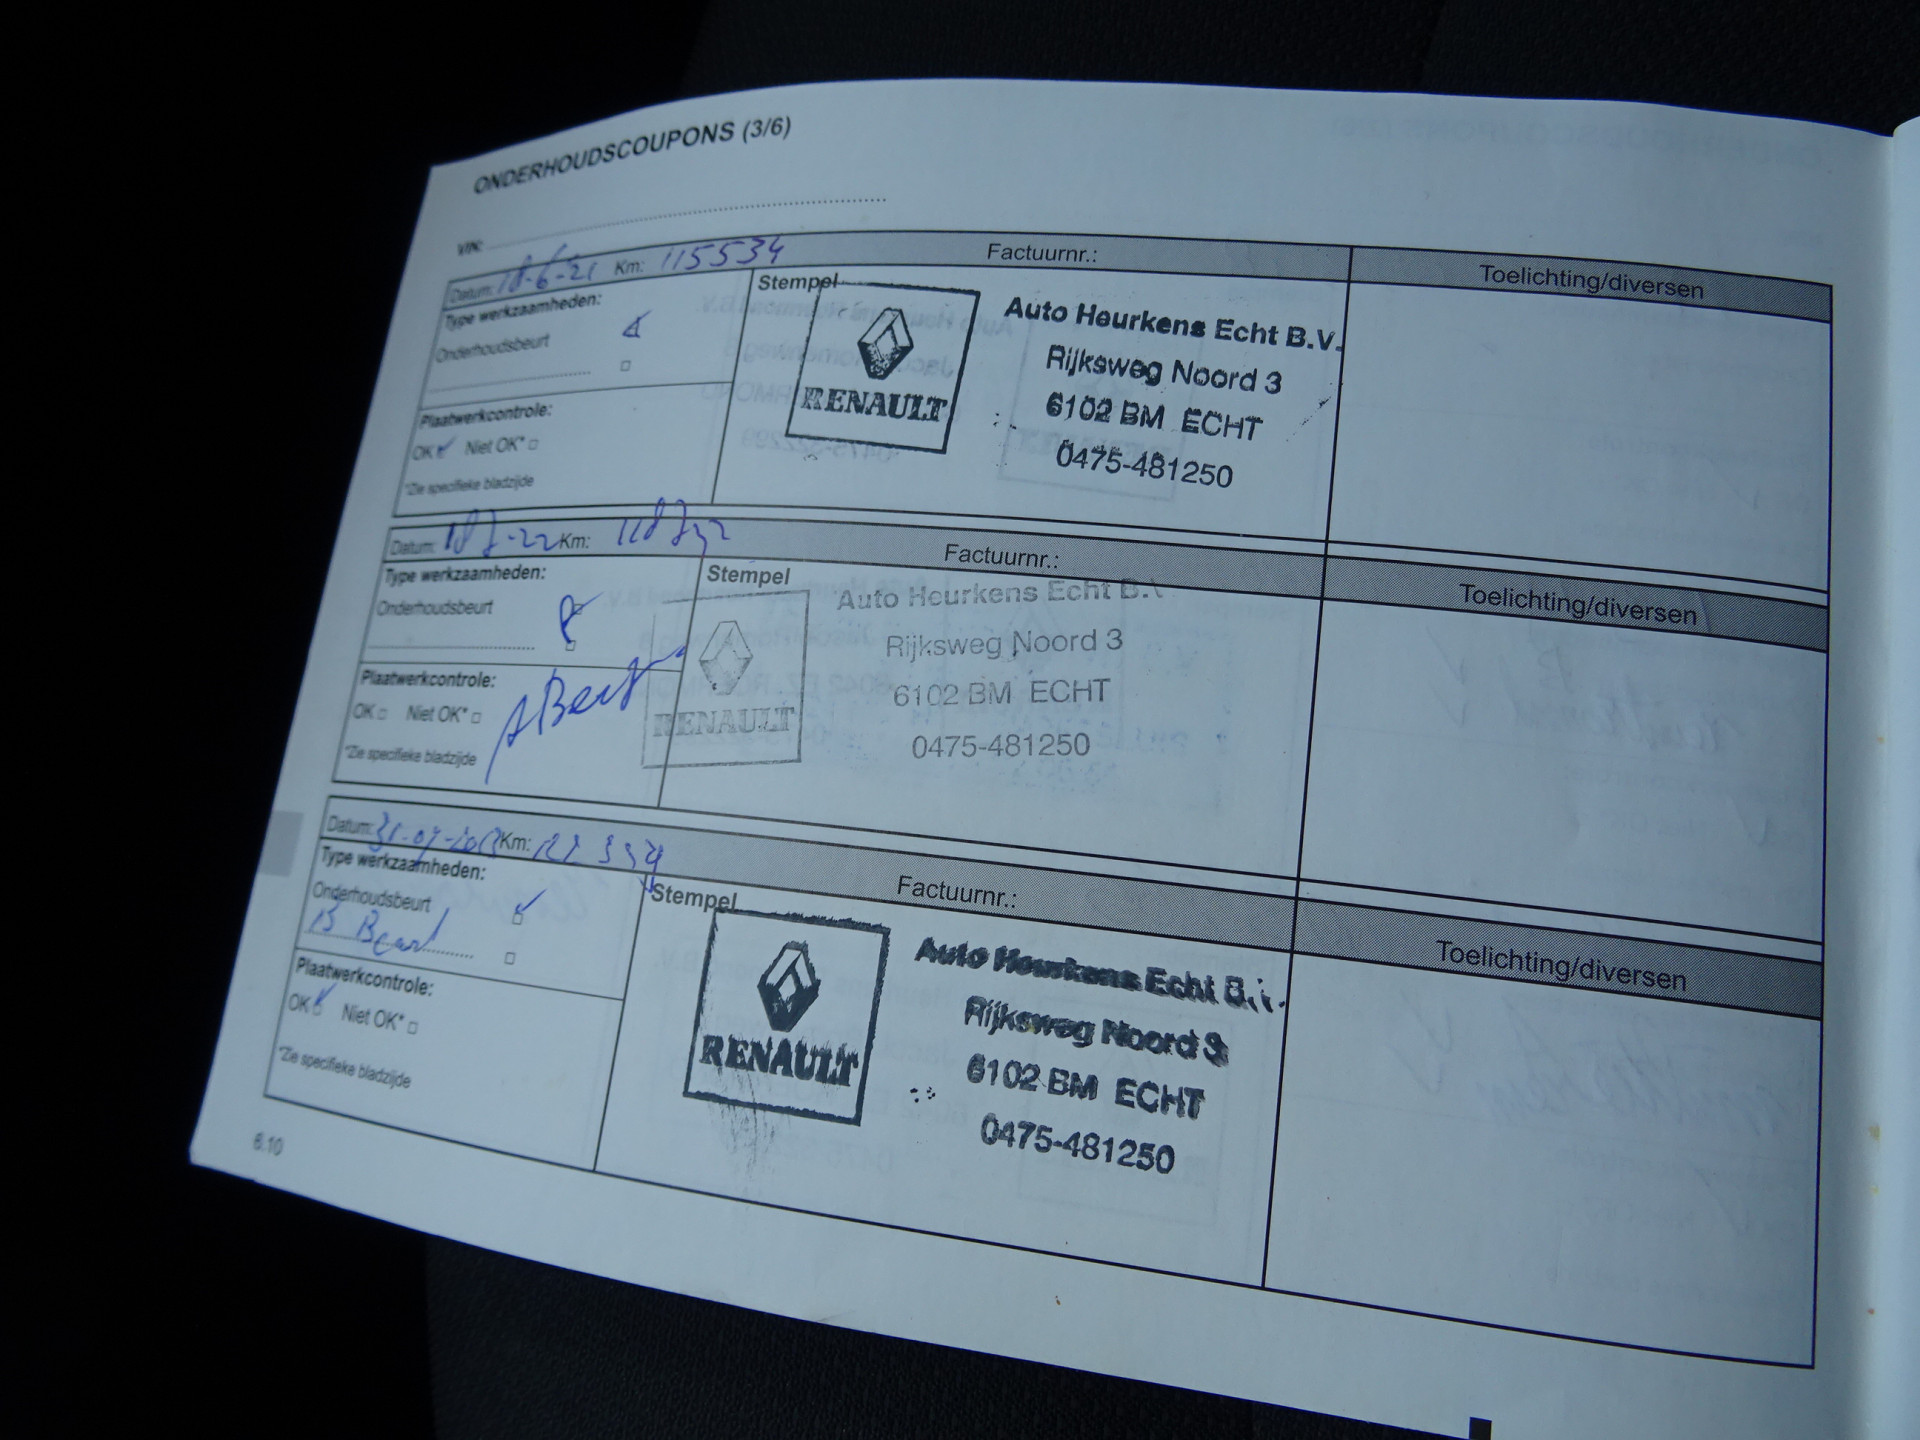 ONDERHOUDSCOUPONS (3/6)
VIN:
Datum: 18-6-21 Km: 115534 Factuurnr.: Toelichting/diversen
Type werkzaamheden:
Onderhoudsbeurt
Plaatwerkcontrole:
OK Niet OK*
*Zie specifieke bladzijde
Stempel
RENAULT
Auto Heurkens Echt B.V.
Rijksweg Noord 3
6102 BM ECHT
0475-481250
Datum: Km: Factuurnr.: Toelichting/diversen
Type werkzaamheden:
Onderhoudsbeurt
Plaatwerkcontrole:
OK Niet OK*
*Zie specifieke bladzijde
A Beurt
Stempel
RENAULT
Auto Heurkens Echt B.V
Rijksweg Noord 3
6102 BM ECHT
0475-481250
Datum: Km: Factuurnr.: Toelichting/diversen
Type werkzaamheden:
Onderhoudsbeurt
B Beurt
Plaatwerkcontrole:
OK Niet OK*
*Zie specifieke bladzijde
Stempel
RENAULT
Auto Heurkens Echt B.V.
Rijksweg Noord 3
6102 BM ECHT
0475-481250
6.10